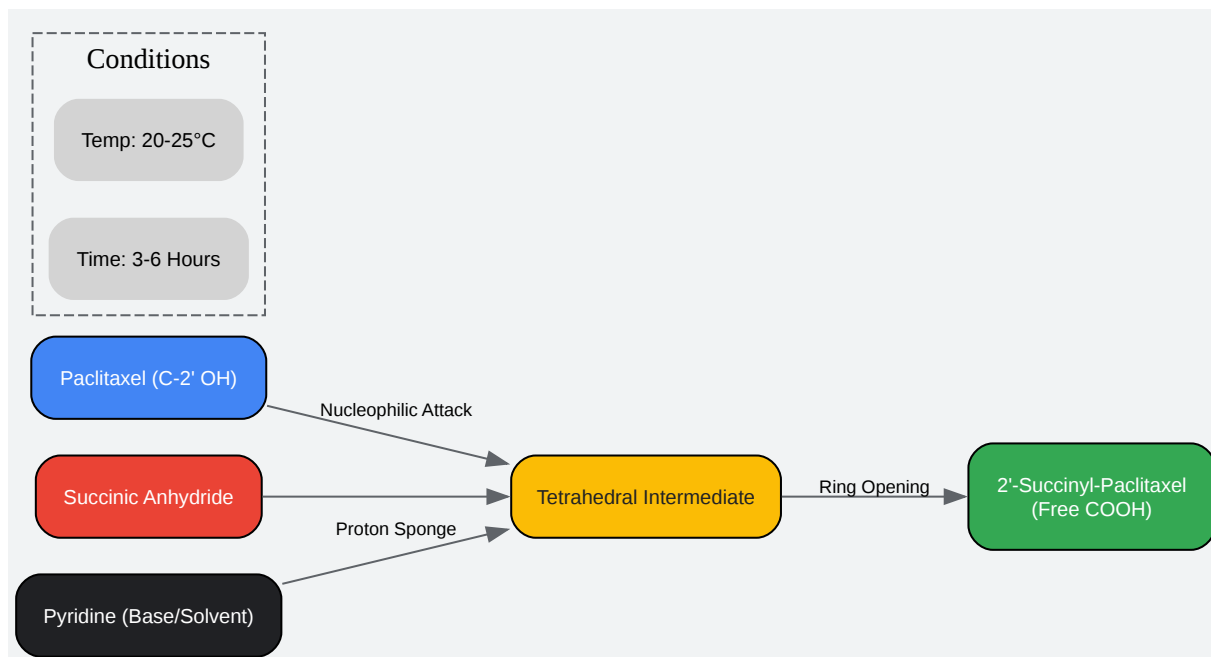 Conditions
Temp: 20-25°C
Time: 3-6 Hours
Paclitaxel (C-2' OH)
Nucleophilic Attack
Succinic Anhydride
Tetrahedral Intermediate
Ring Opening
2'-Succinyl-Paclitaxel
(Free COOH)
Proton Sponge
Pyridine (Base/Solvent)